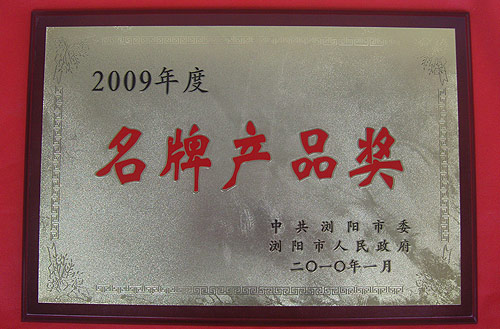 2009年度
名牌产品奖
中共浏阳市委
浏阳市人民政府
二〇一〇年一月